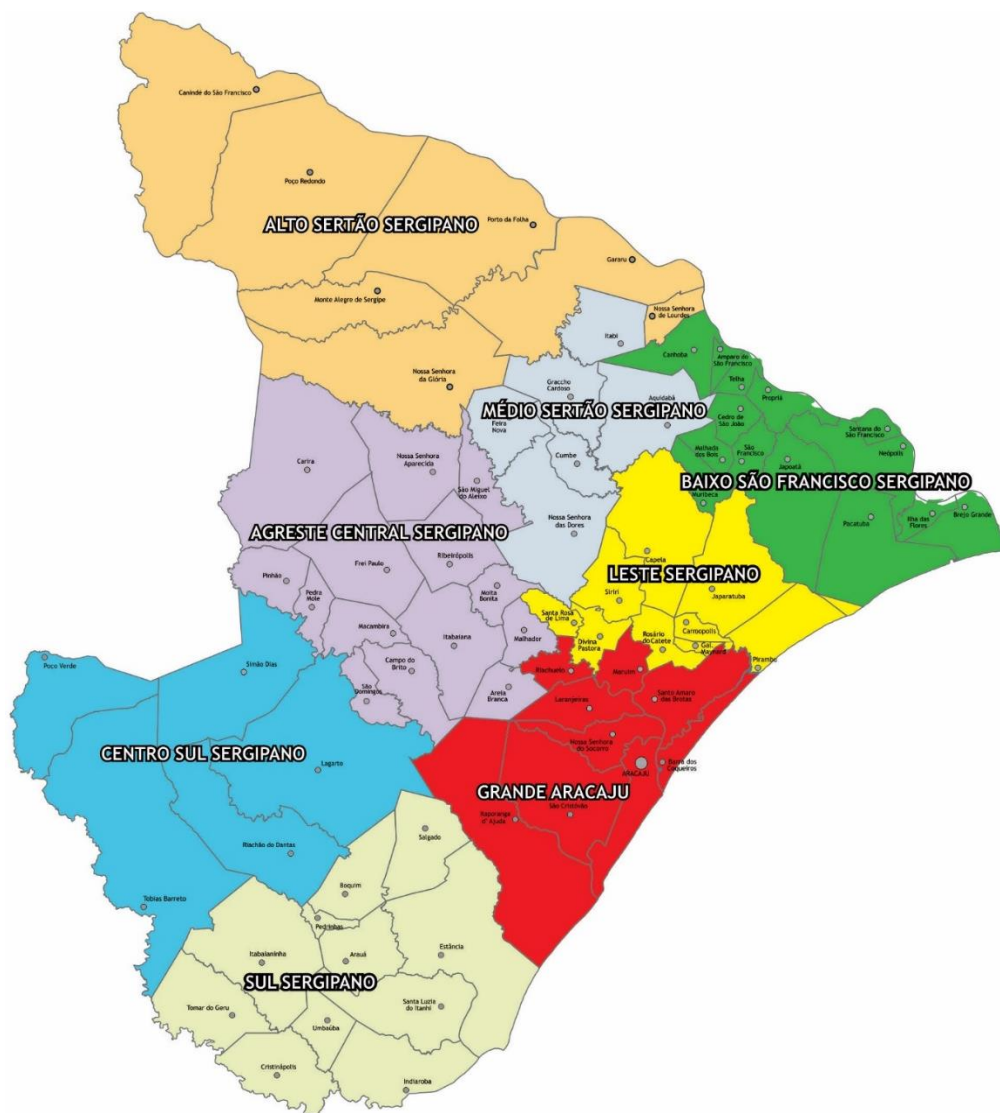 Canindé do São Francisco
Poço Redondo
ALTO SERTÃO SERGIPANO
Porto da Folha
Gararu
Monte Alegre de Sergipe
Nossa Senhora
de Lourdes
Itabi
Canhoba
Amparo do
São Francisco
Nossa Senhora
da Glória
Graccho
Cardoso
Aquidabã
Telha
Propriá
MÉDIO SERTÃO SERGIPANO
Feira
Nova
Cedro de
São João
Santana do
São Francisco
Neópolis
Carira
Nossa Senhora
Aparecida
São Miguel
do Aleixo
Cumbe
Malhada
dos Bois
São
Francisco
Japoatã
BAIXO SÃO FRANCISCO SERGIPANO
Muribeca
Pacatuba
Ilha das
Flores
Brejo Grande
Nossa Senhora
das Dores
AGRESTE CENTRAL SERGIPANO
Ribeirópolis
Capela
LESTE SERGIPANO
Frei Paulo
Pinhão
Pedra
Mole
Moita
Bonita
Siriri
Japaratuba
Santa Rosa
de Lima
Macambira
Itabaiana
Malhador
Divina
Pastora
Rosário
do Catete
Carmopolis
Gal.
Maynard
Pirambu
Poço Verde
Simão Dias
Campo do
Brito
São
Domingos
Areia
Branca
Riachuelo
Maruim
Laranjeiras
Santo Amaro
das Brotas
CENTRO SUL SERGIPANO
Lagarto
Nossa Senhora
do Socorro
ARACAJU
Barra dos
Coqueiros
GRANDE ARACAJU
São Cristóvão
Itaporanga
d' Ajuda
Salgado
Riachão do Dantas
Boquim
Tobias Barreto
Pedrinhas
Itabaianinha
Arauá
Estância
SUL SERGIPANO
Tomar do Geru
Santa Luzia
do Itanhi
Umbaúba
Cristinápolis
Indiaroba